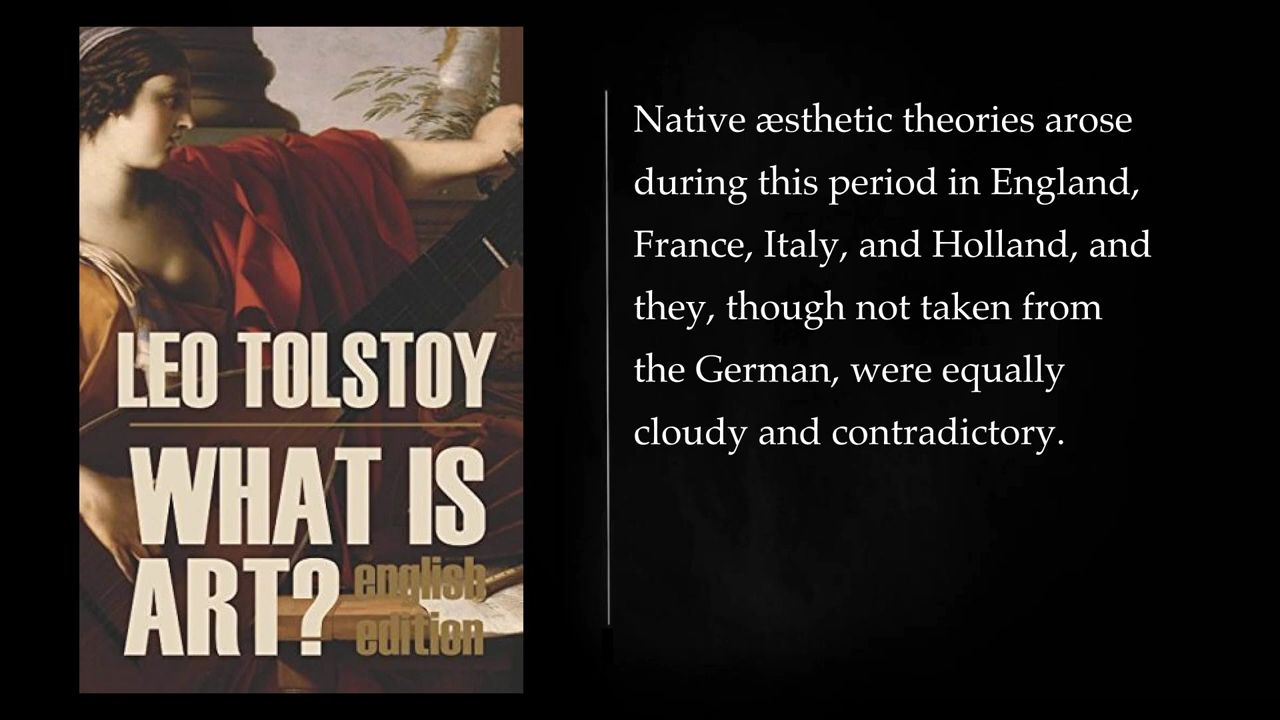 LEO TOLSTOY
WHAT IS
ART?
english
edition
Native æsthetic theories arose
during this period in England,
France, Italy, and Holland, and
they, though not taken from
the German, were equally
cloudy and contradictory.